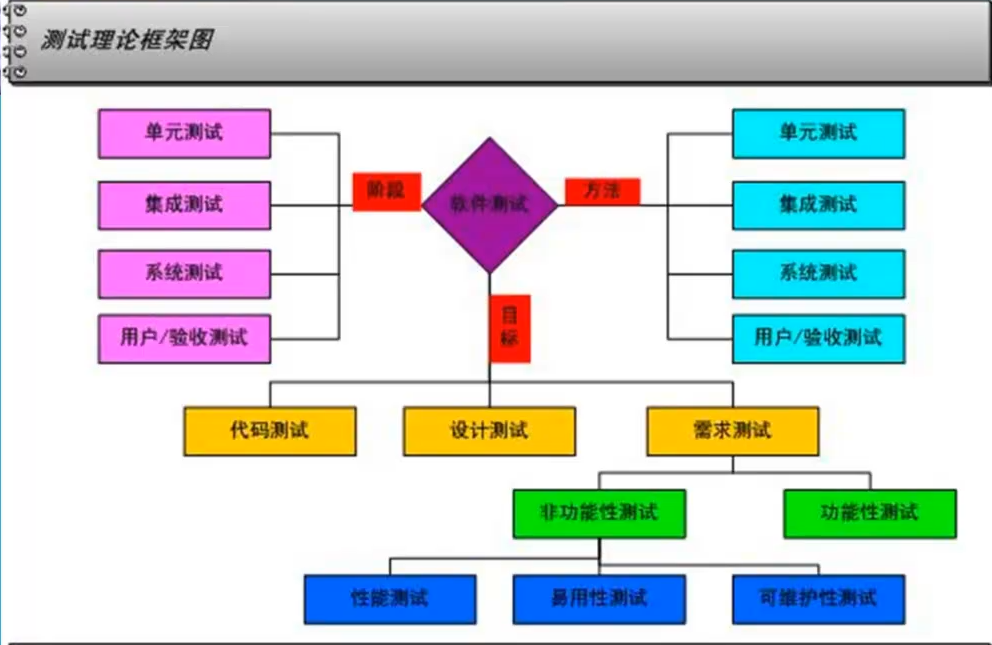 测试理论框架图
单元测试
集成测试
系统测试
用户/验收测试
阶段
软件测试
方法
单元测试
集成测试
系统测试
用户/验收测试
目
标
代码测试
设计测试
需求测试
非功能性测试
功能性测试
性能测试
易用性测试
可维护性测试